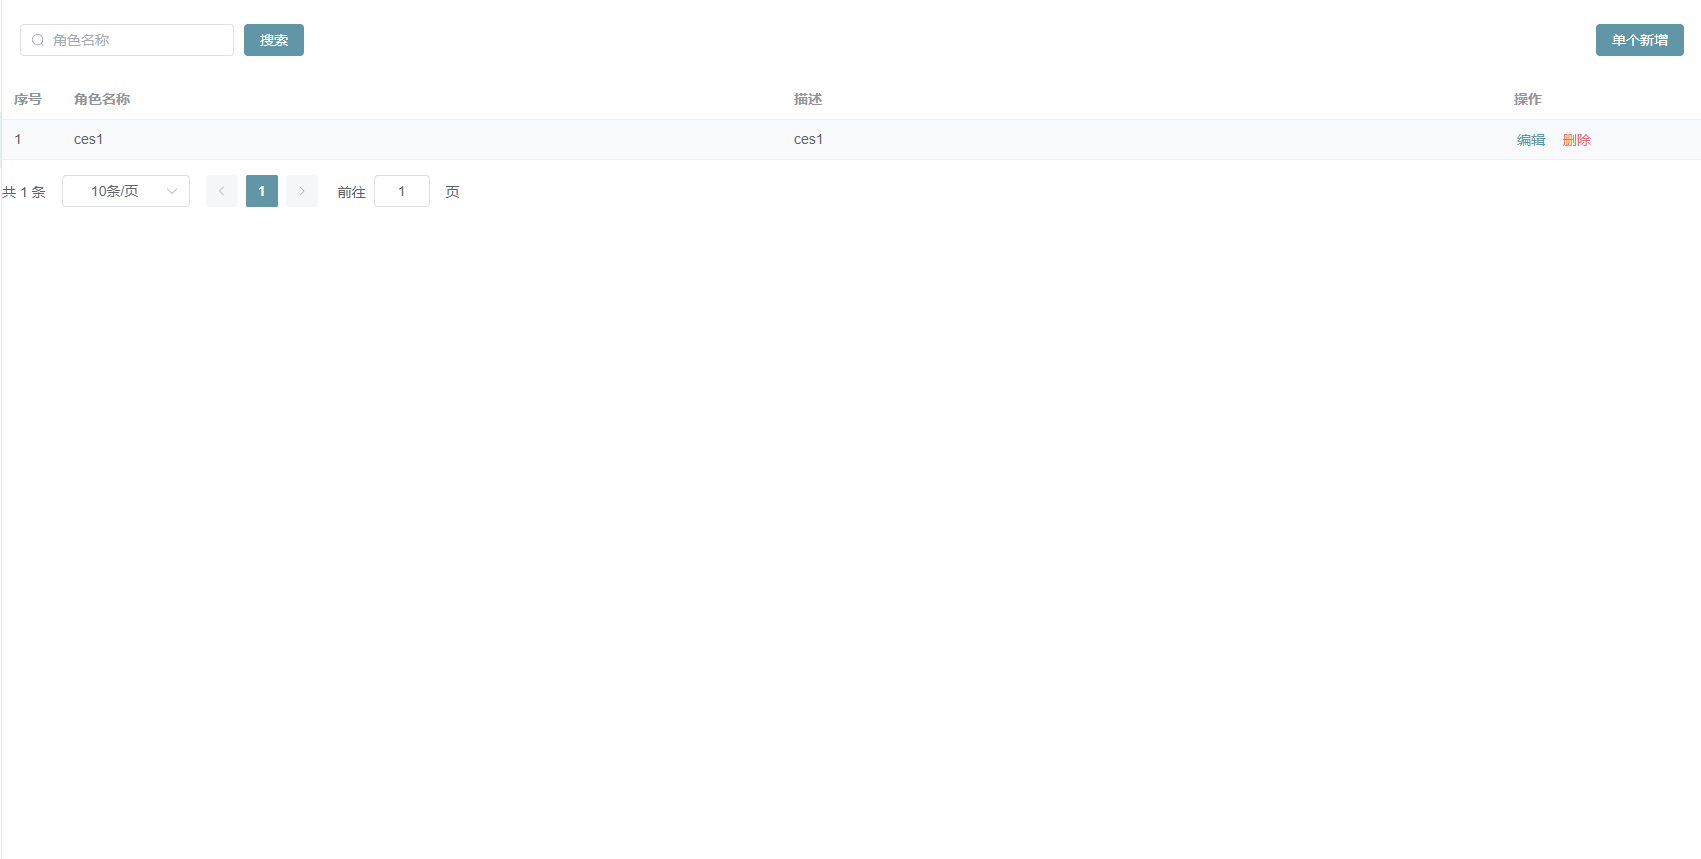 角色名称 搜索 单个新增
序号 角色名称 描述 操作
1 ces1 ces1 编辑 删除
共 1 条 10条/页 1 前往 1 页